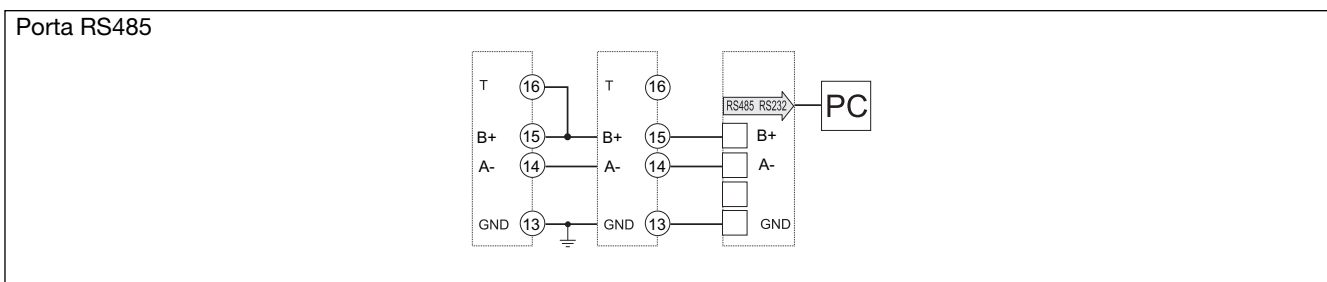 Porta RS485
T 16 T 16
RS485 RS232 PC
B+ 15 B+ 15 B+
A- 14 A- 14 A-
GND 13 GND 13 GND